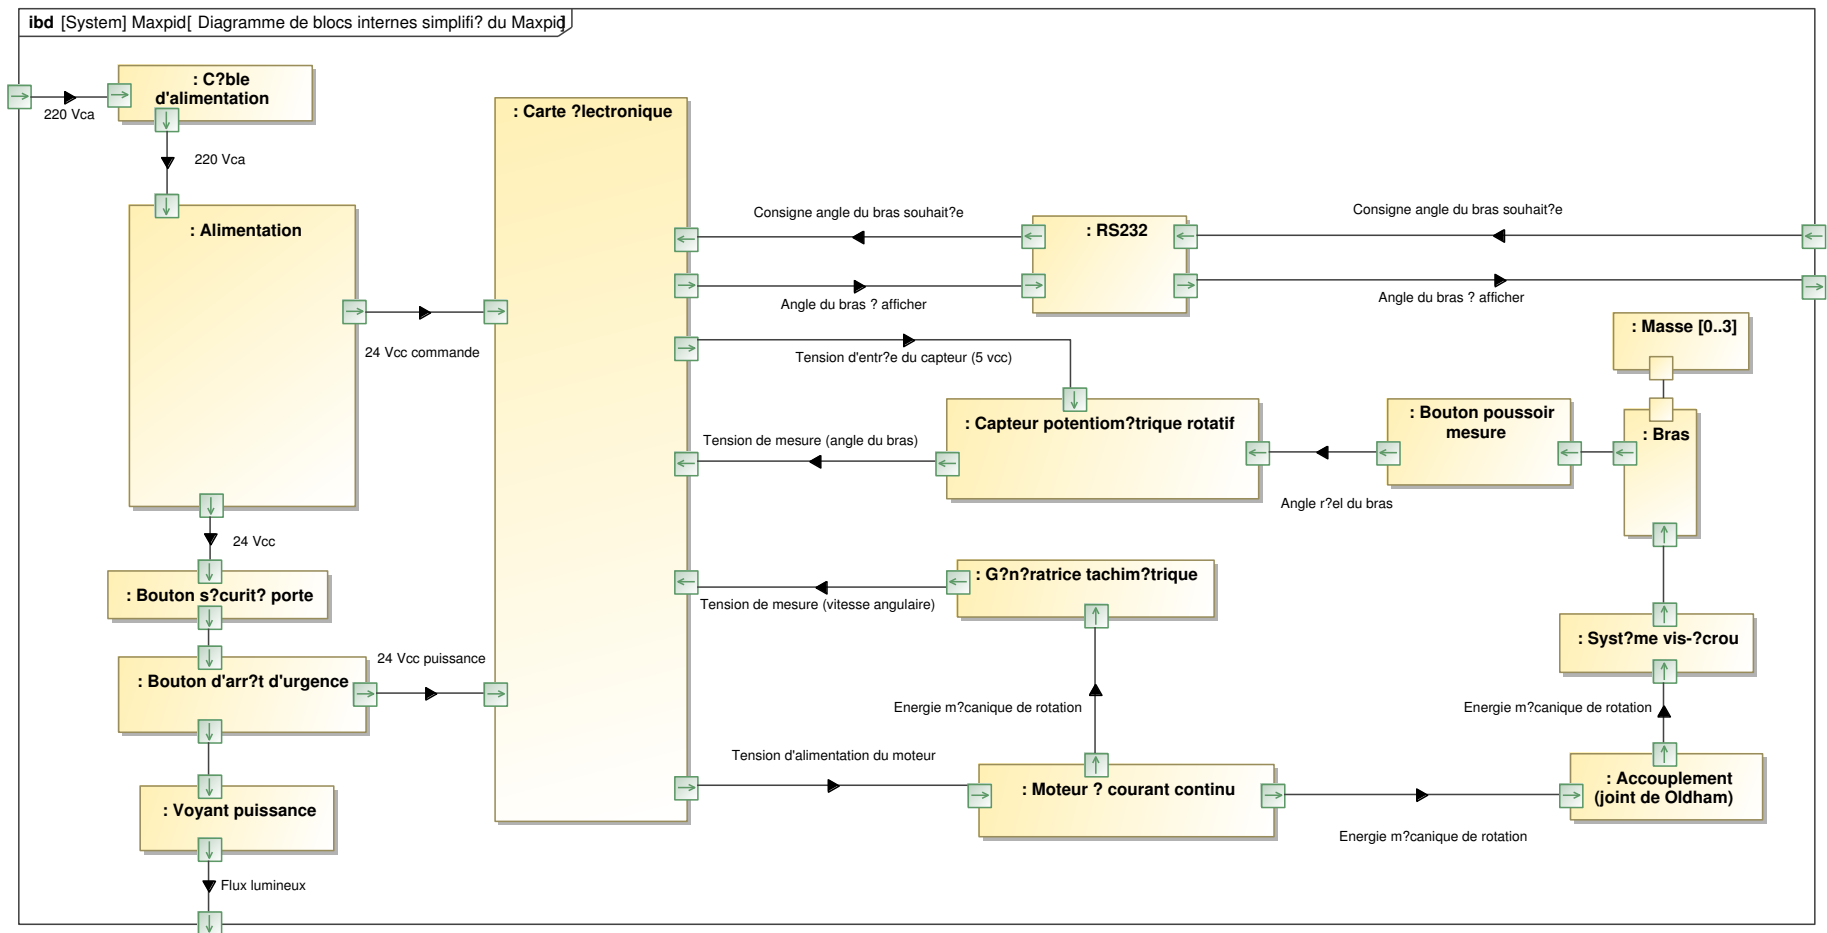 ibd [System] Maxpid[ Diagramme de blocs internes simplifi? du Maxpid]
: C?ble
d'alimentation
220 Vca
220 Vca
: Alimentation
24 Vcc commande
24 Vcc
: Bouton s?curit? porte
: Bouton d'arr?t d'urgence
24 Vcc puissance
: Voyant puissance
Flux lumineux
: Carte ?lectronique
Consigne angle du bras souhait?e
: RS232
Consigne angle du bras souhait?e
Angle du bras ? afficher
Angle du bras ? afficher
Tension d'entr?e du capteur (5 vcc)
: Masse [0..3]
: Capteur potentiom?trique rotatif
: Bouton poussoir
mesure
: Bras
Tension de mesure (angle du bras)
Angle r?el du bras
: G?n?ratrice tachim?trique
Tension de mesure (vitesse angulaire)
: Syst?me vis-?crou
Energie m?canique de rotation
Energie m?canique de rotation
Tension d'alimentation du moteur
: Moteur ? courant continu
: Accouplement
(joint de Oldham)
Energie m?canique de rotation